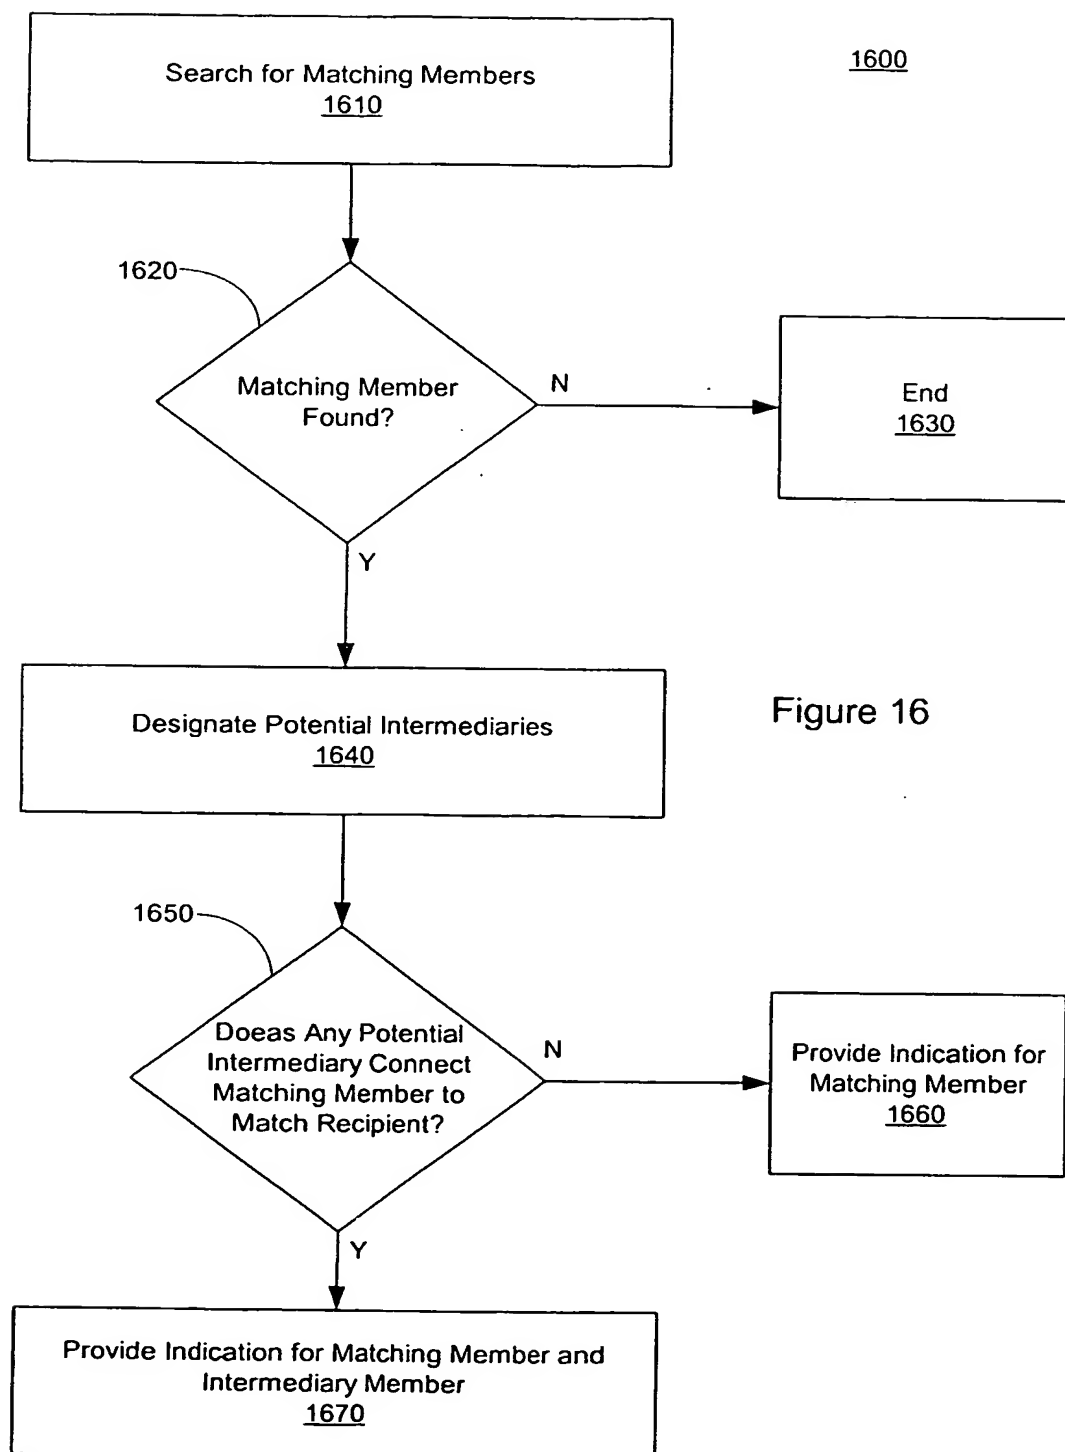 Search for Matching Members
1610
1600
1620
Matching Member
Found?
N
End
1630
Y
Designate Potential Intermediaries
1640
Figure 16
1650
Doeas Any Potential
Intermediary Connect
Matching Member to
Match Recipient?
N
Provide Indication for
Matching Member
1660
Y
Provide Indication for Matching Member and
Intermediary Member
1670